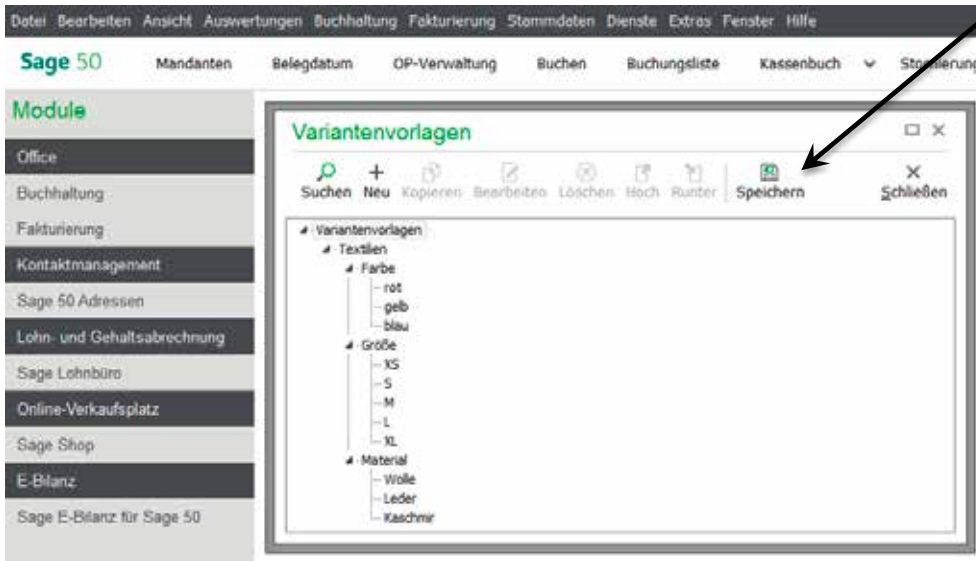 Datei Bearbeiten Ansicht Auswertungen Buchhaltung Fakturierung Stammdaten Dienste Extras Fenster Hilfe
Sage 50 Mandanten Belegdatum OP-Verwaltung Buchen Buchungsliste Kassenbuch Stornierung
Module
Office
Buchhaltung
Fakturierung
Kontaktmanagement
Sage 50 Adressen
Lohn- und Gehaltsabrechnung
Sage Lohnbüro
Online-Verkaufsplatz
Sage Shop
E-Bilanz
Sage E-Bilanz für Sage 50
Variantenvorlagen
Suchen Neu Kopieren Bearbeiten Löschen Hoch Runter Speichern Schließen
Variantenvorlagen
Textilien
Farbe
rot
gelb
blau
Größe
XS
S
M
L
XL
Material
Wolle
Leder
Kaschmir